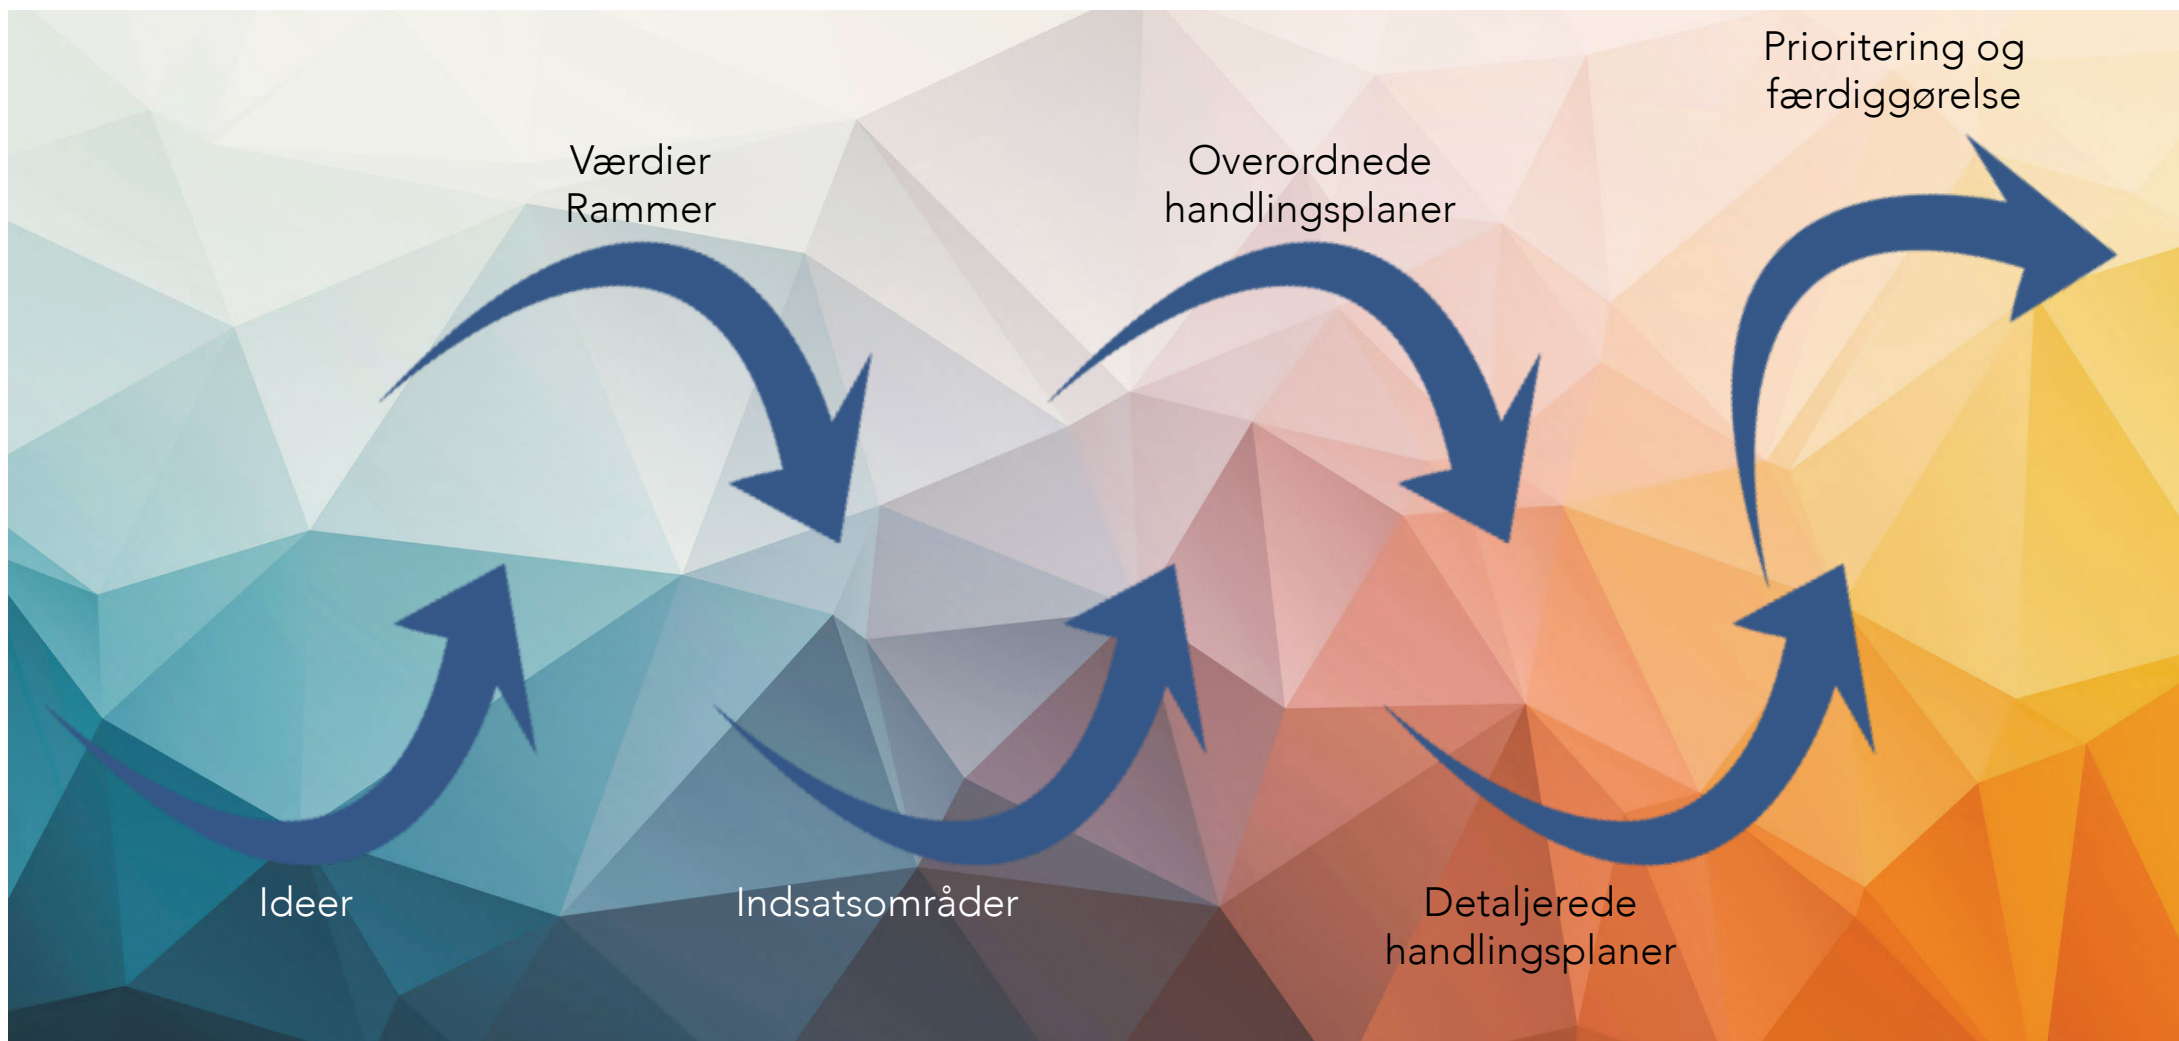 Prioritering og
færdiggørelse
Værdier
Rammer
Overordnede
handlingsplaner
Ideer
Indsatsområder
Detaljerede
handlingsplaner